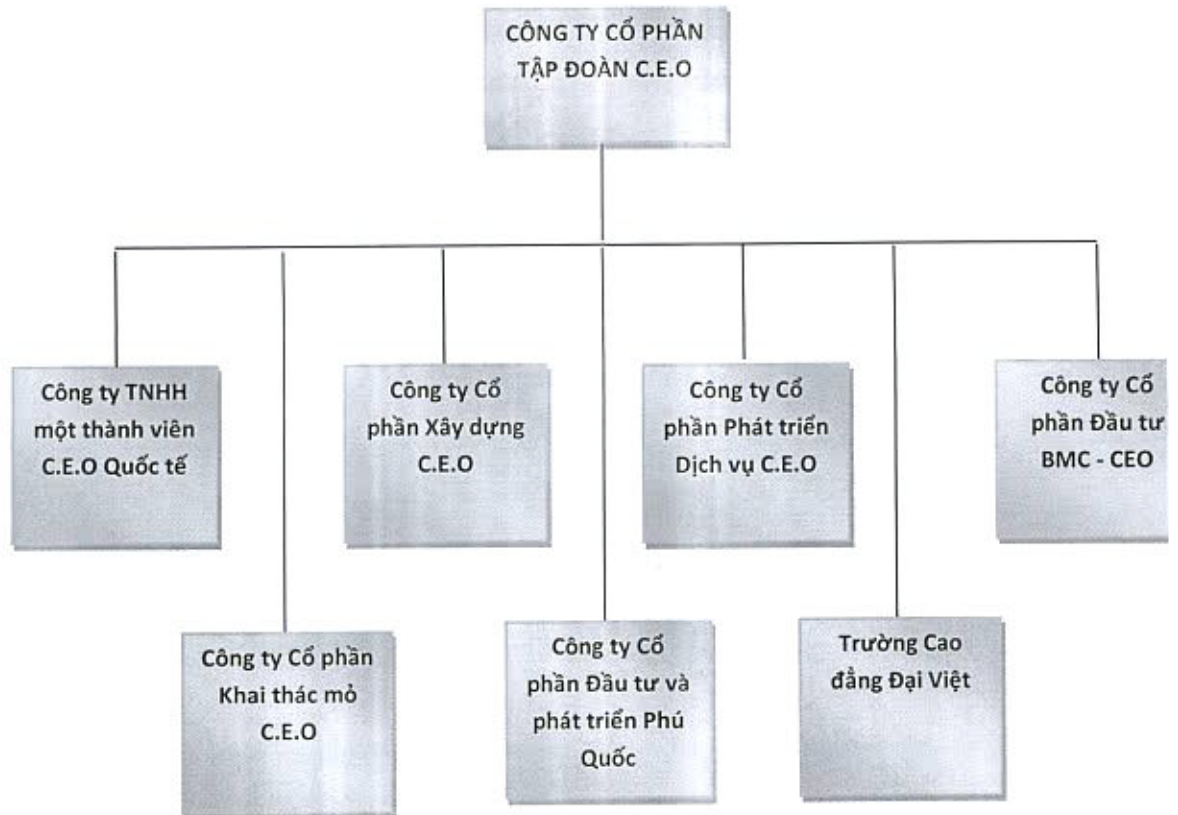 CÔNG TY CỔ PHẦN
TẬP ĐOÀN C.E.O
Công ty TNHH
một thành viên
C.E.O Quốc tế
Công ty Cổ
phần Xây dựng
C.E.O
Công ty Cổ
phần Phát triển
Dịch vụ C.E.O
Công ty Cổ
phần Đầu tư
BMC - CEO
Công ty Cổ phần
Khai thác mỏ
C.E.O
Công ty Cổ
phần Đầu tư và
phát triển Phú
Quốc
Trường Cao
đẳng Đại Việt